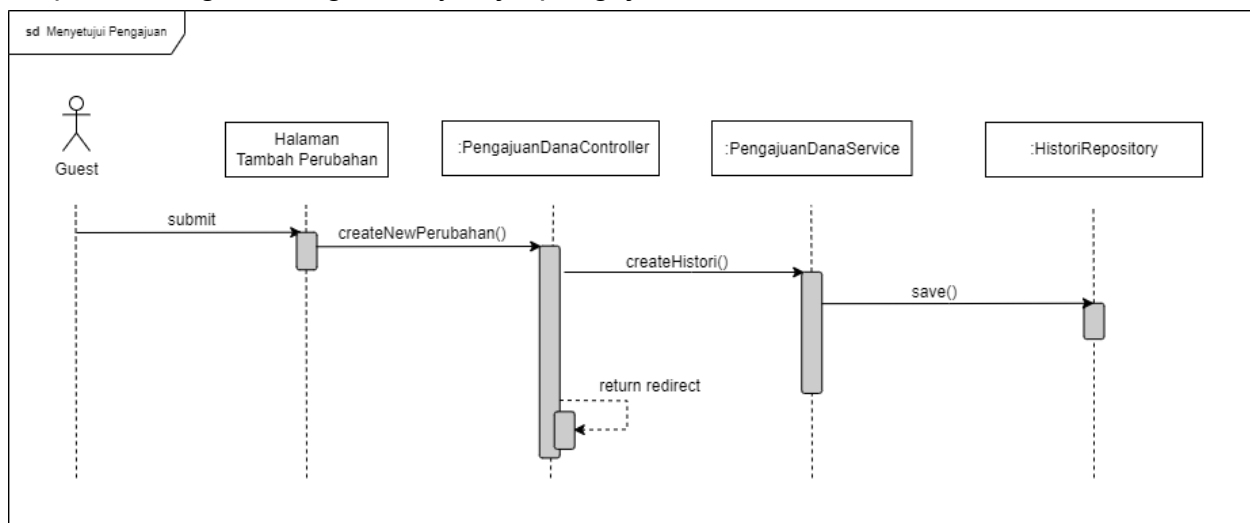 sd Menyetujui Pengajuan
Guest
Halaman
Tambah Perubahan
:PengajuanDanaController
:PengajuanDanaService
:HistoriRepository
submit
createNewPerubahan()
createHistori()
save()
return redirect